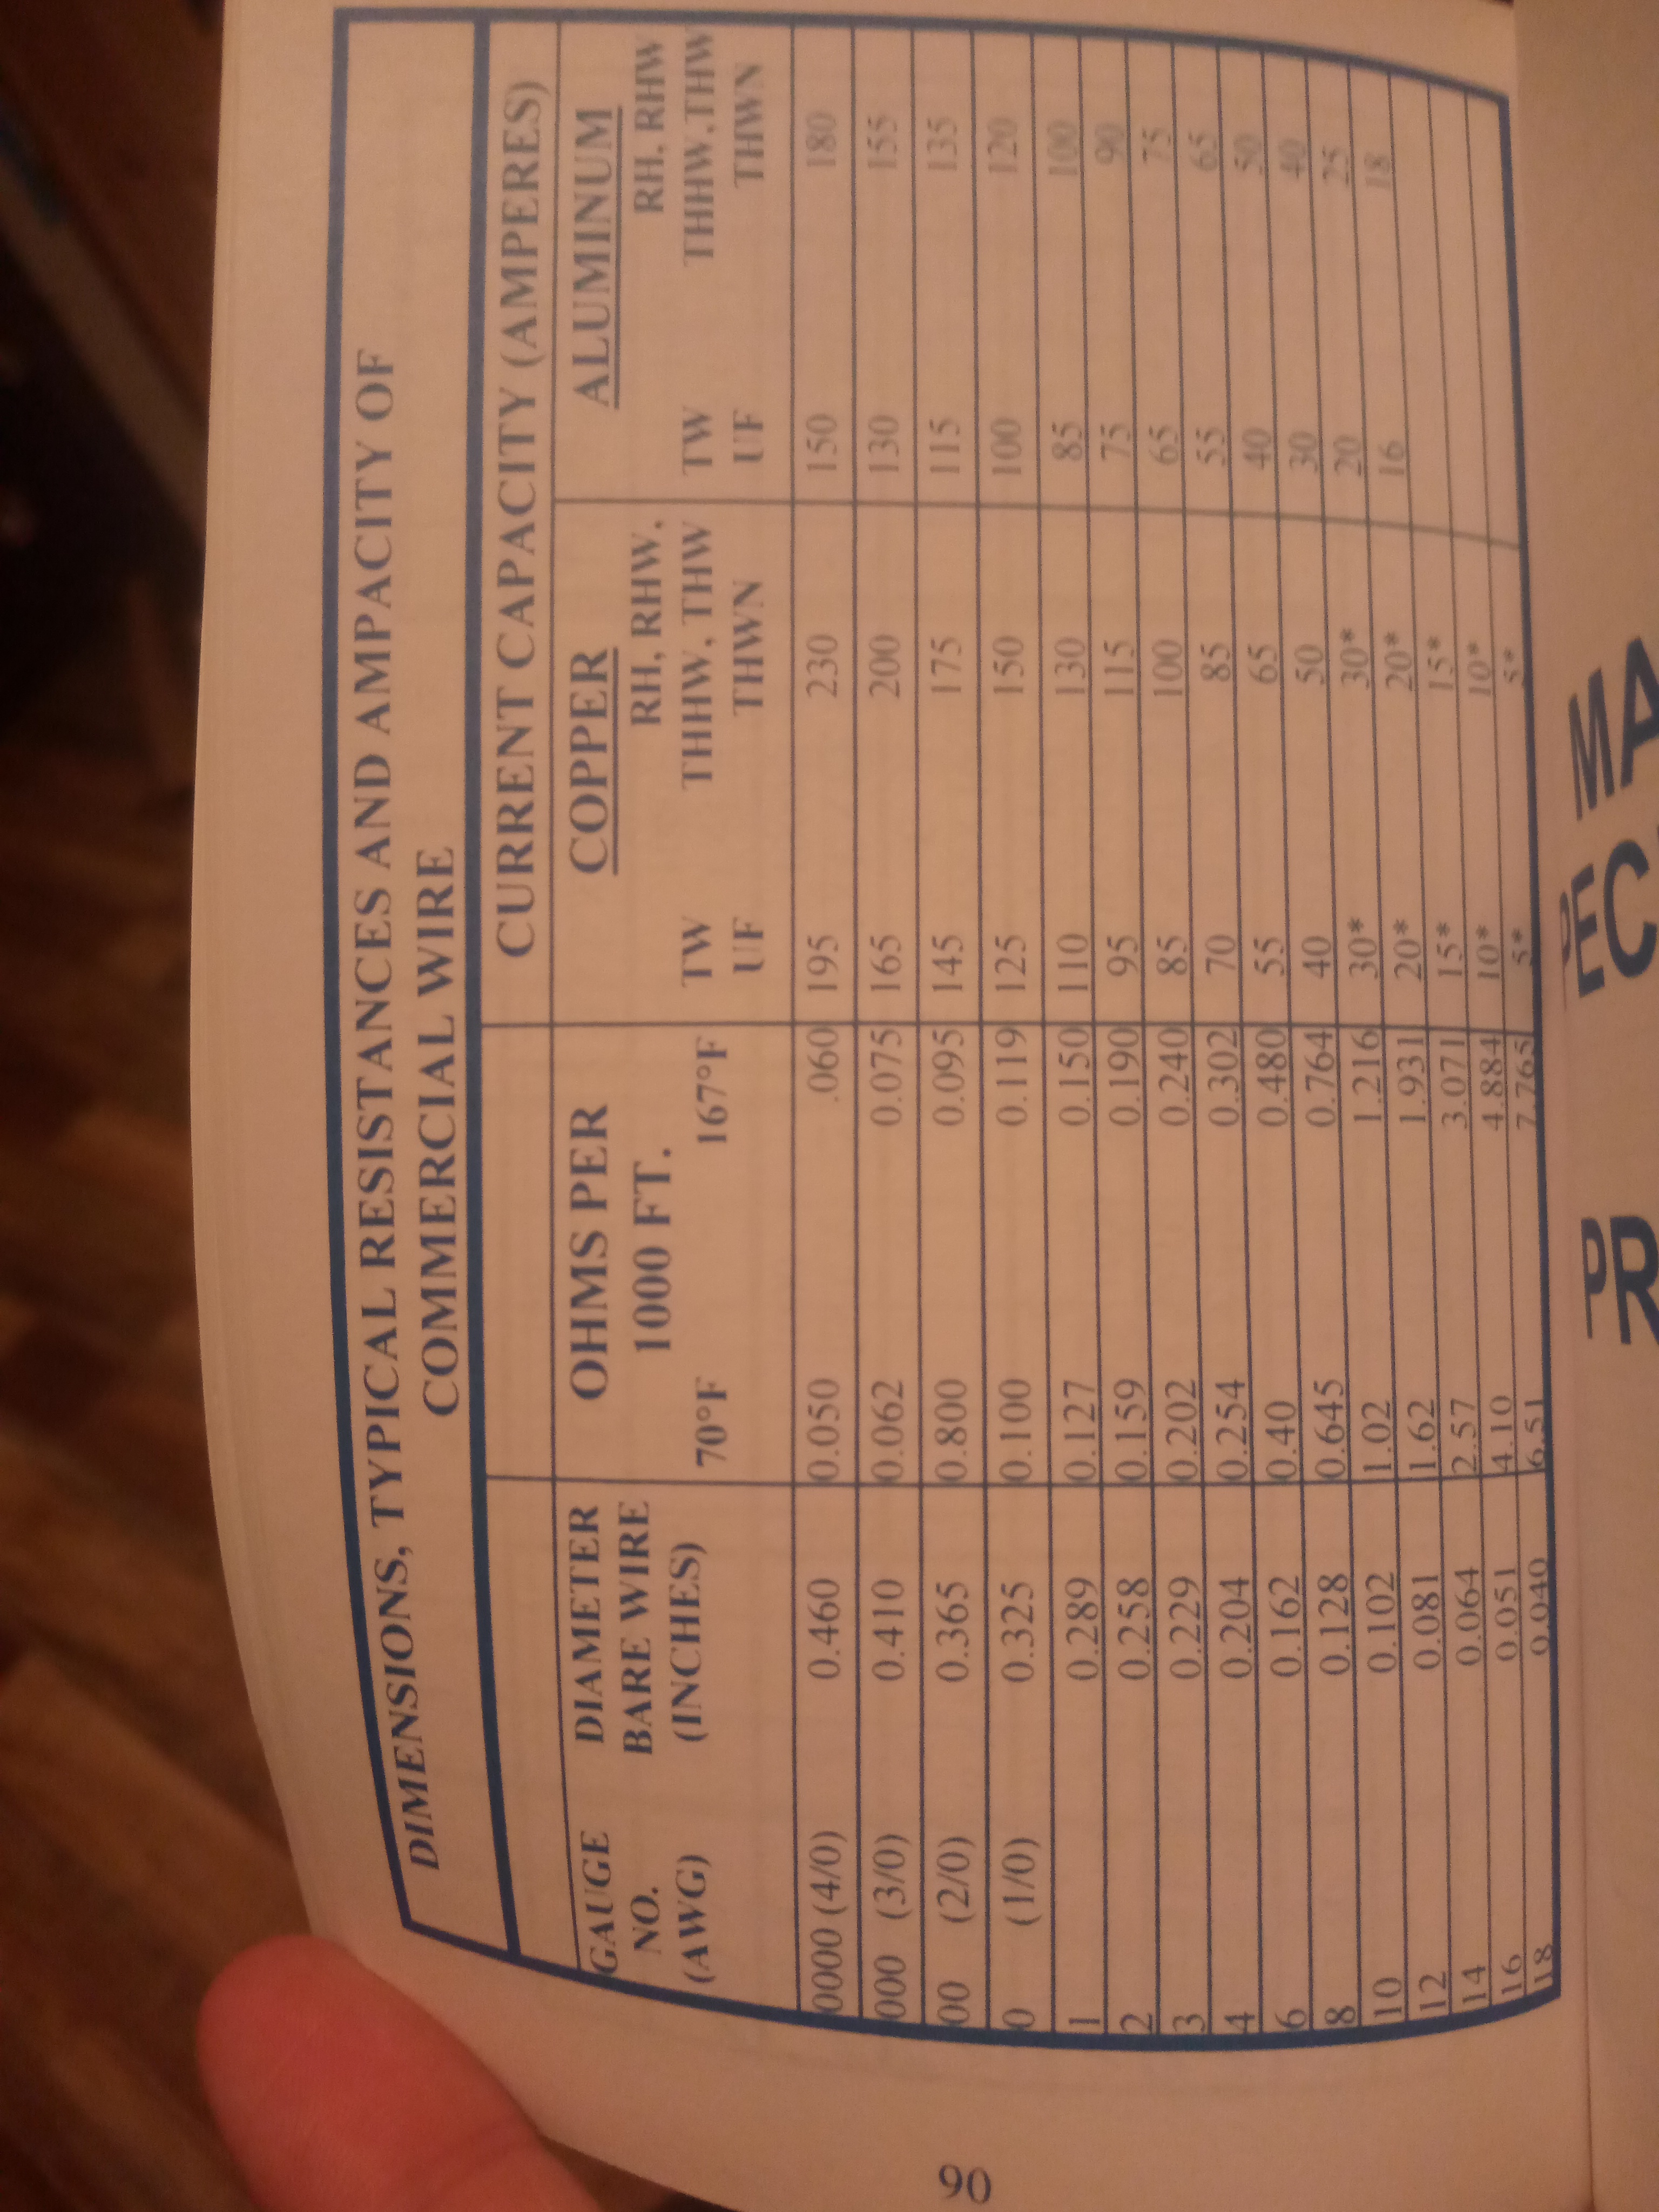 DIMENSIONS, TYPICAL RESISTANCES AND AMPACITY OF
COMMERCIAL WIRE
CURRENT CAPACITY (AMPERES)
GAUGE DIAMETER OHMS PER COPPER ALUMINUM
NO. BARE WIRE 1000 FT. RH, RHW, RH, RHW
(AWG) (INCHES) 70°F 167°F TW THHW, THW TW THHW,THW
UF THWN UF THWN
0000 (4/0) 0.460 0.050 .060 195 230 150 180
000 (3/0) 0.410 0.062 0.075 165 200 130 155
00 (2/0) 0.365 0.800 0.095 145 175 115 135
0 (1/0) 0.325 0.100 0.119 125 150 100 120
1 0.289 0.127 0.150 110 130 85 100
2 0.258 0.159 0.190 95 115 75 90
3 0.229 0.202 0.240 85 100 65 75
4 0.204 0.254 0.302 70 85 55 65
6 0.162 0.40 0.480 55 65 40 50
8 0.128 0.645 0.764 40 50 30 40
10 0.102 1.02 1.216 30* 30* 20 25
12 0.081 1.62 1.931 20* 20* 16 18
14 0.064 2.57 3.071 15* 15*
16 0.051 4.10 4.884 10* 10*
18 0.040 6.51 7.765 5* 5*
90